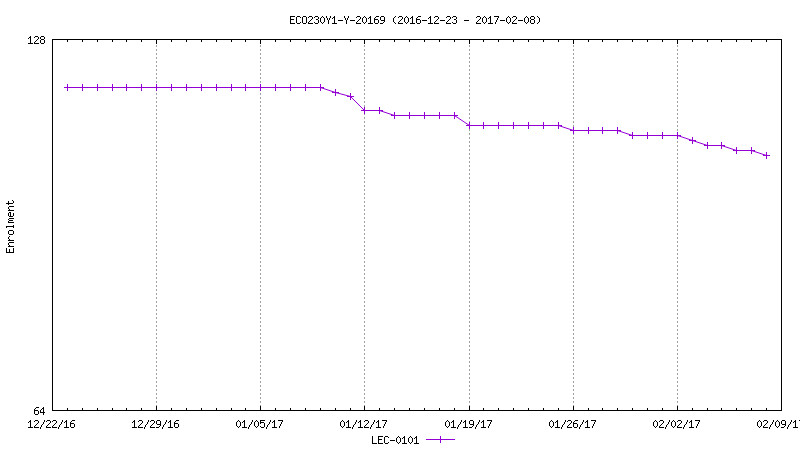 ECO230Y1-Y-20169 (2016-12-23 - 2017-02-08)
128
Enrolment
64
12/22/16 12/29/16 01/05/17 01/12/17 01/19/17 01/26/17 02/02/17 02/09/1
LEC-0101